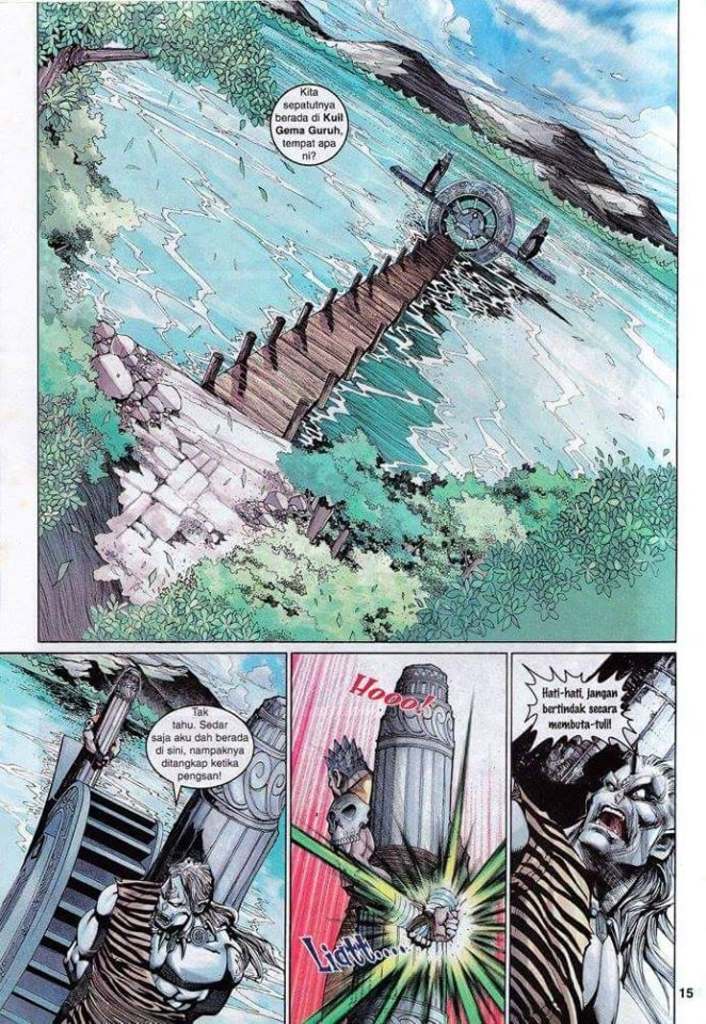 Kita
sepatutnya
berada di Kuil
Gema Guruh,
tempat apa
ni?
Tak
tahu. Sedar
saja aku dah berada
di sini, nampaknya
ditangkap ketika
pengsan!
Hooo!
Liatt....
Hati-hati, jangan
bertindak secara
membuta-tuli!
15